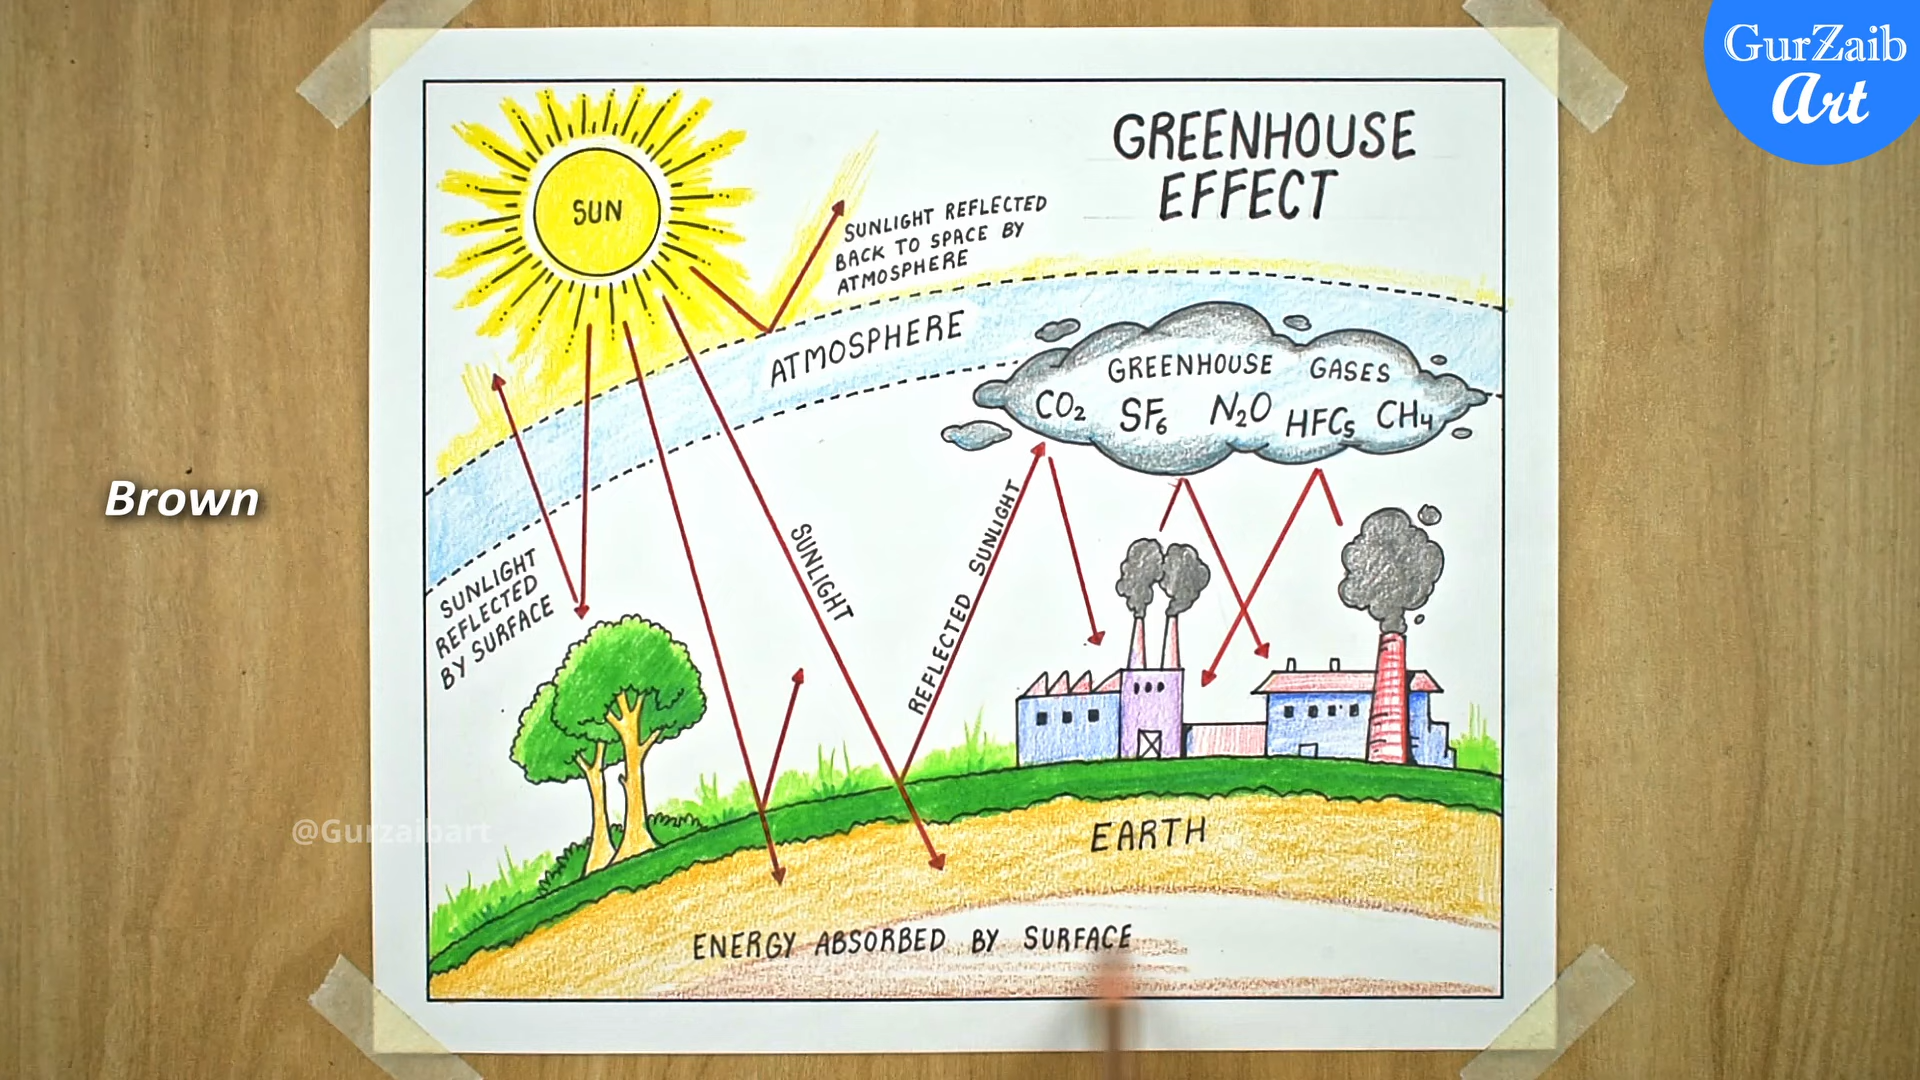 GurZaib
Art
GREENHOUSE
EFFECT
SUN
SUNLIGHT REFLECTED
BACK TO SPACE BY
ATMOSPHERE
ATMOSPHERE
GREENHOUSE GASES
CO₂ SF₆ N₂O HFCs CH₄
Brown
SUNLIGHT
REFLECTED
BY SURFACE
SUNLIGHT
REFLECTED SUNLIGHT
@Gurzaibart
EARTH
ENERGY ABSORBED BY SURFACE